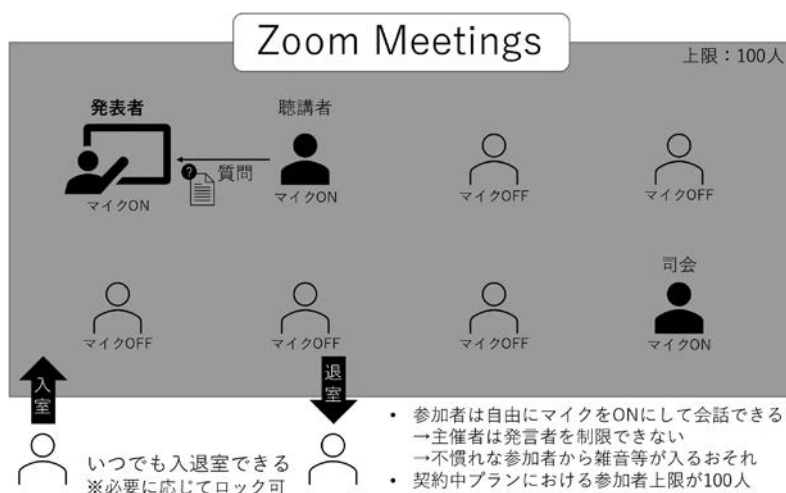 Zoom Meetings
上限：100人
発表者
聴講者
質問
?
マイクON
マイクON
マイクOFF
マイクOFF
司会
マイクOFF
マイクOFF
マイクOFF
マイクON
入室
退室
いつでも入退室できる
※必要に応じてロック可
• 参加者は自由にマイクをONにして会話できる
→主催者は発言者を制限できない
→不慣れな参加者から雑音等が入るおそれ
• 契約中プランにおける参加者上限が100人